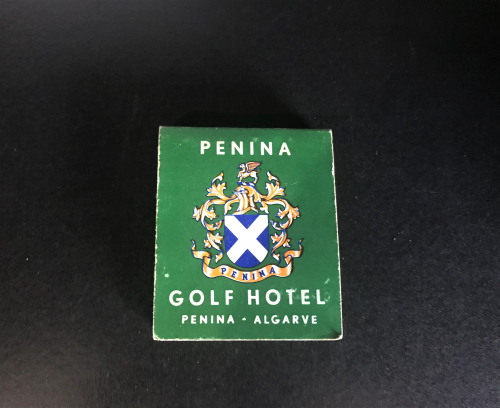 PENINA
PENINA
GOLF HOTEL
PENINA - ALGARVE